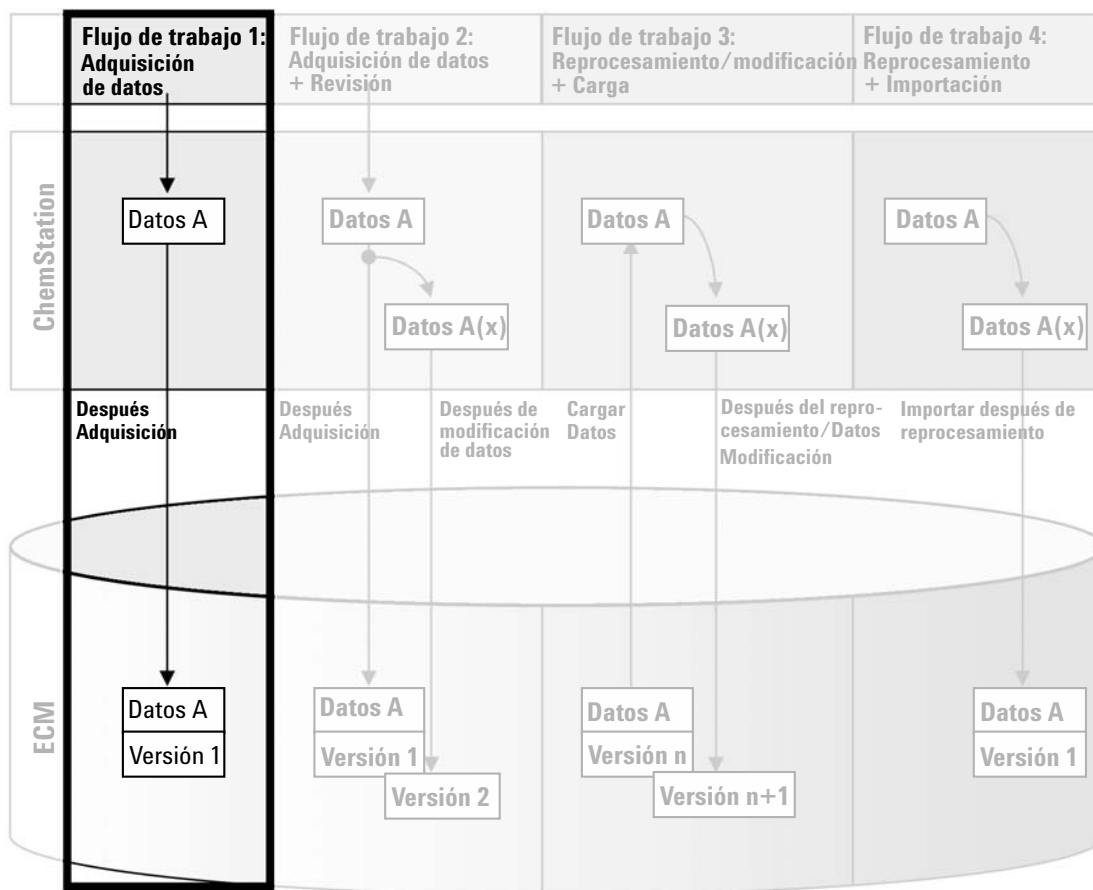 Flujo de trabajo 1:
Adquisición
de datos
Flujo de trabajo 2:
Adquisición de datos
+ Revisión
Flujo de trabajo 3:
Reprocesamiento/modificación
+ Carga
Flujo de trabajo 4:
Reprocesamiento
+ Importación
ChemStation
Datos A
Datos A
Datos A(x)
Datos A
Datos A(x)
Datos A
Datos A(x)
Después
Adquisición
Después
Adquisición
Después de
modificación
de datos
Cargar
Datos
Después del repro-
cesamiento/Datos
Modificación
Importar después de
reprocesamiento
ECM
Datos A
Versión 1
Datos A
Versión 1
Versión 2
Datos A
Versión n
Versión n+1
Datos A
Versión 1